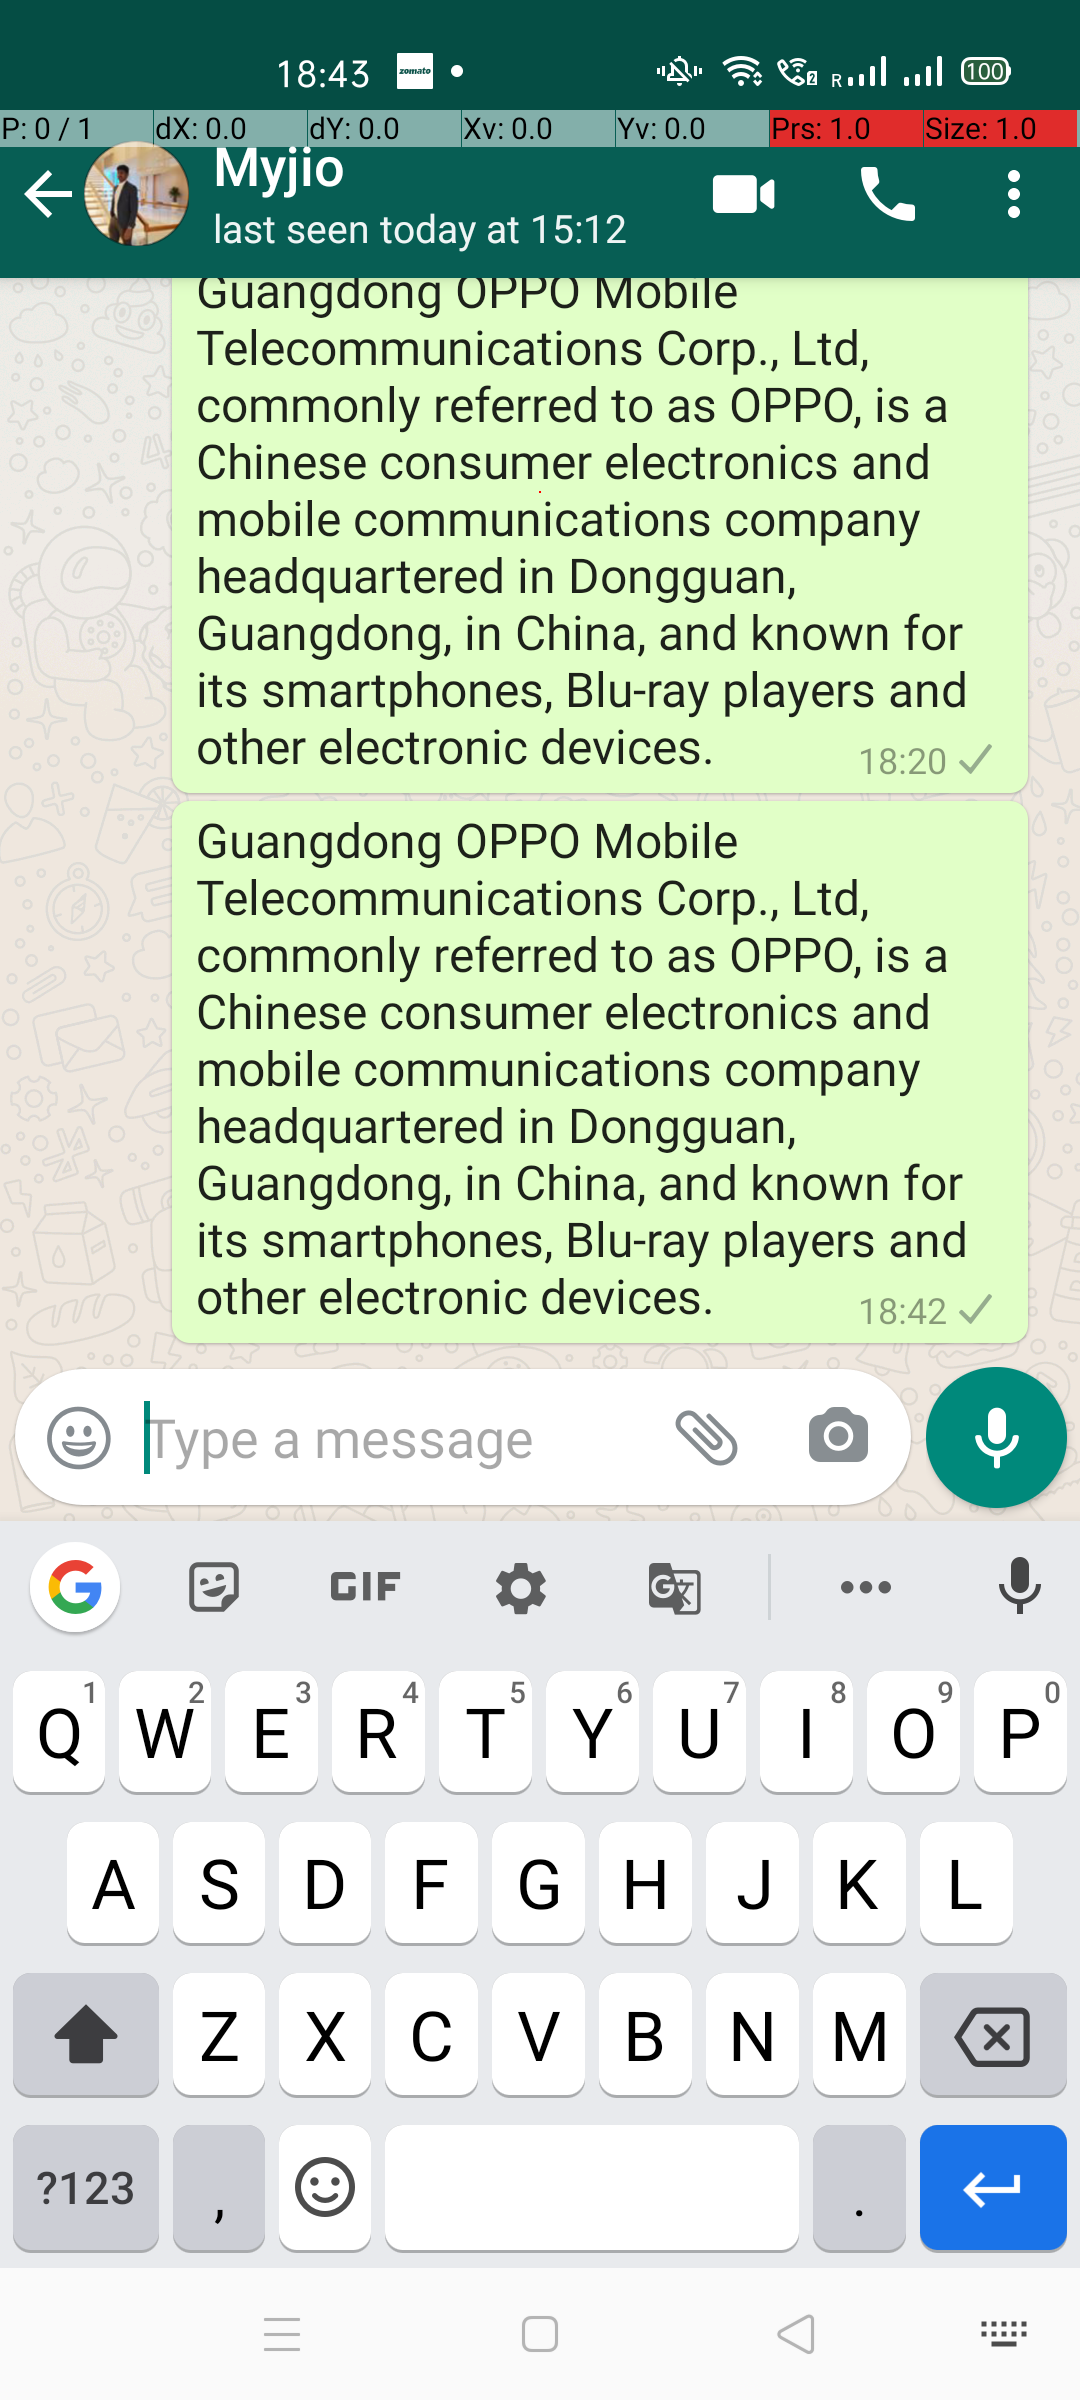 18:43 zomato R 2 100
P: 0 / 1 dX: 0.0 dY: 0.0 Xv: 0.0 Yv: 0.0 Prs: 1.0 Size: 1.0
Myjio
last seen today at 15:12
Guangdong OPPO Mobile
Telecommunications Corp., Ltd,
commonly referred to as OPPO, is a
Chinese consumer electronics and
mobile communications company
headquartered in Dongguan,
Guangdong, in China, and known for
its smartphones, Blu-ray players and
other electronic devices. 18:20
Guangdong OPPO Mobile
Telecommunications Corp., Ltd,
commonly referred to as OPPO, is a
Chinese consumer electronics and
mobile communications company
headquartered in Dongguan,
Guangdong, in China, and known for
its smartphones, Blu-ray players and
other electronic devices. 18:42
Type a message
G GIF G 文
Q 1 W 2 E 3 R 4 T 5 Y 6 U 7 I 8 O 9 P 0
A S D F G H J K L
Z X C V B N M
?123 , .